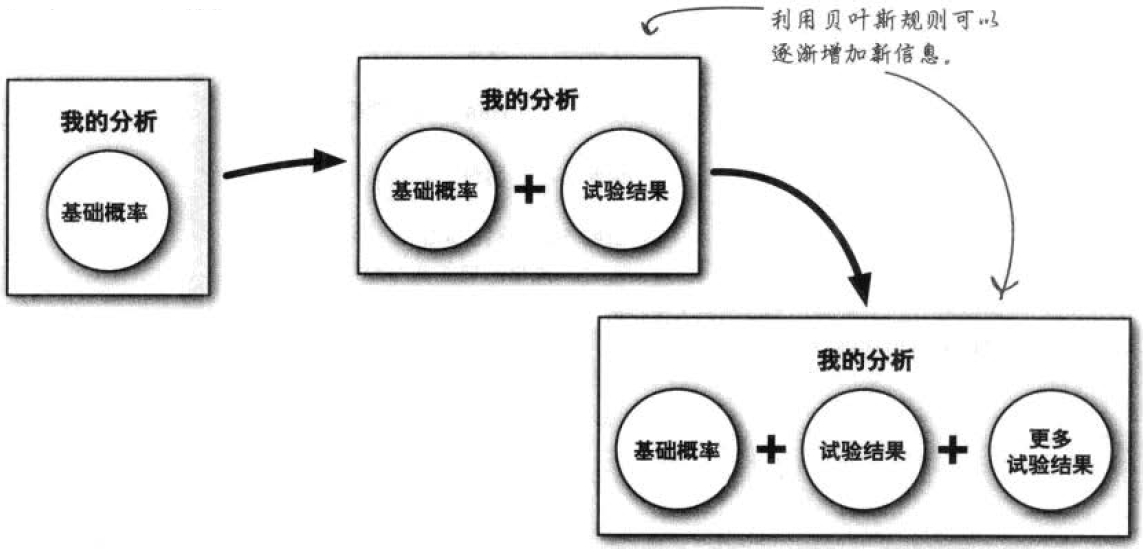 利用贝叶斯规则可以
逐渐增加新信息。
我的分析
基础概率
我的分析
基础概率
+
试验结果
我的分析
基础概率
+
试验结果
+
更多
试验结果